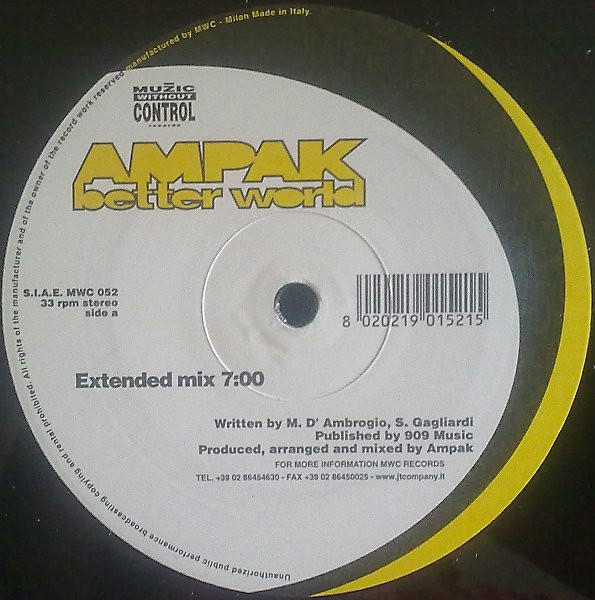 MUZIC
WITHOUT
CONTROL
records
AMPAK
better world
S.I.A.E. MWC 052
33 rpm stereo
side a
8 020219 015215
Extended mix 7:00
Written by M. D' Ambrogio, S. Gagliardi
Published by 909 Music
Produced, arranged and mixed by Ampak
FOR MORE INFORMATION MWC RECORDS
TEL. +39 02 86454630 - FAX +39 02 86450025 - www.jtcompany.it
Unauthorized public performance broadcasting copying and rental prohibited. All rights of the manufacturer and of the owner of the record work reserved manufactured by MWC - Milan Made in Italy.